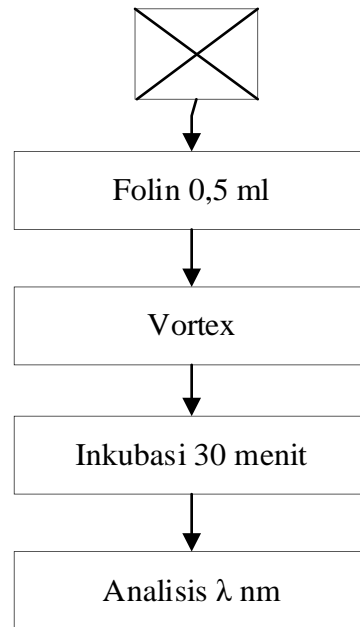 Folin 0,5 ml
Vortex
Inkubasi 30 menit
Analisis λ nm